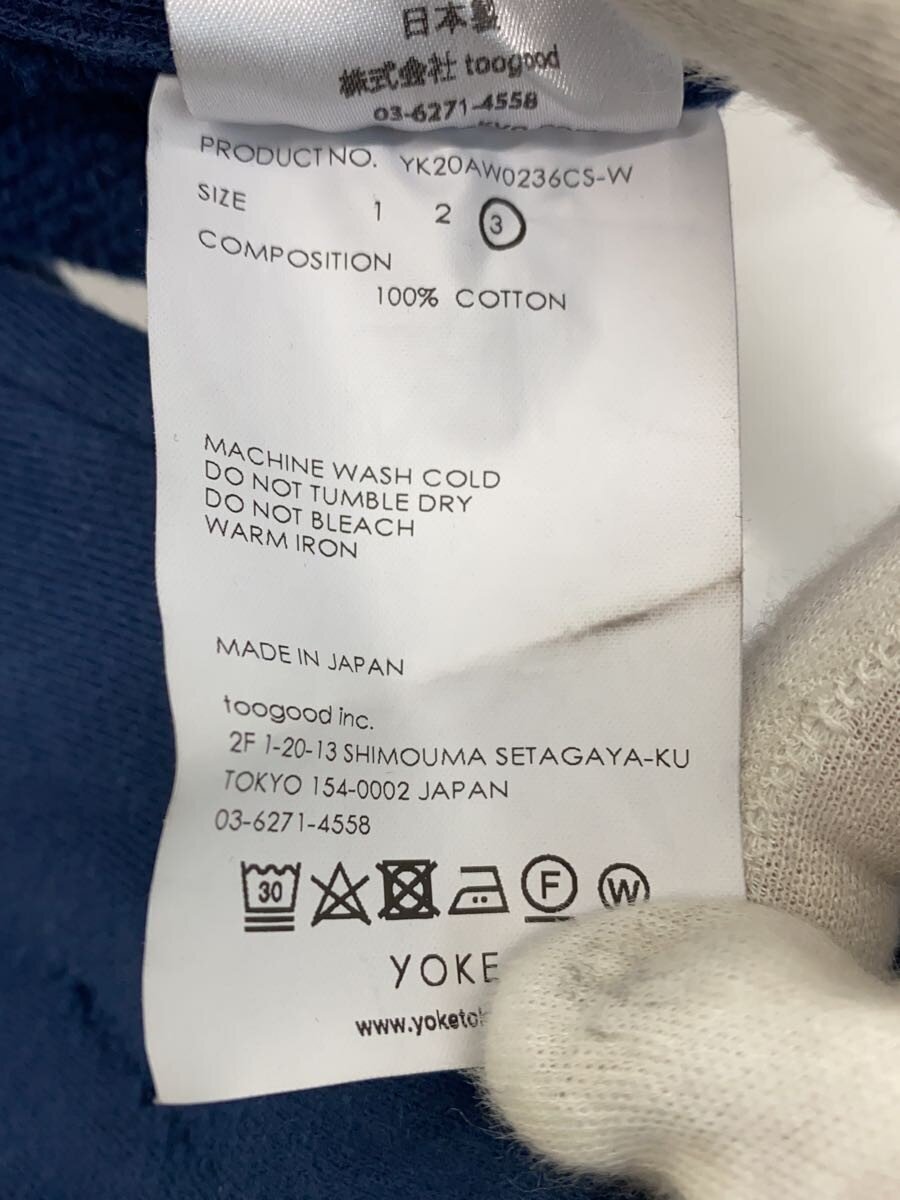 日本製
株式会社 toogood
03-6271-4558
PRODUCT NO. YK20AW0236CS-W
SIZE 1 2 3
COMPOSITION
100% COTTON
MACHINE WASH COLD
DO NOT TUMBLE DRY
DO NOT BLEACH
WARM IRON
MADE IN JAPAN
toogood inc.
2F 1-20-13 SHIMOUMA SETAGAYA-KU
TOKYO 154-0002 JAPAN
03-6271-4558
30 F W
YOKE
www.yoketo